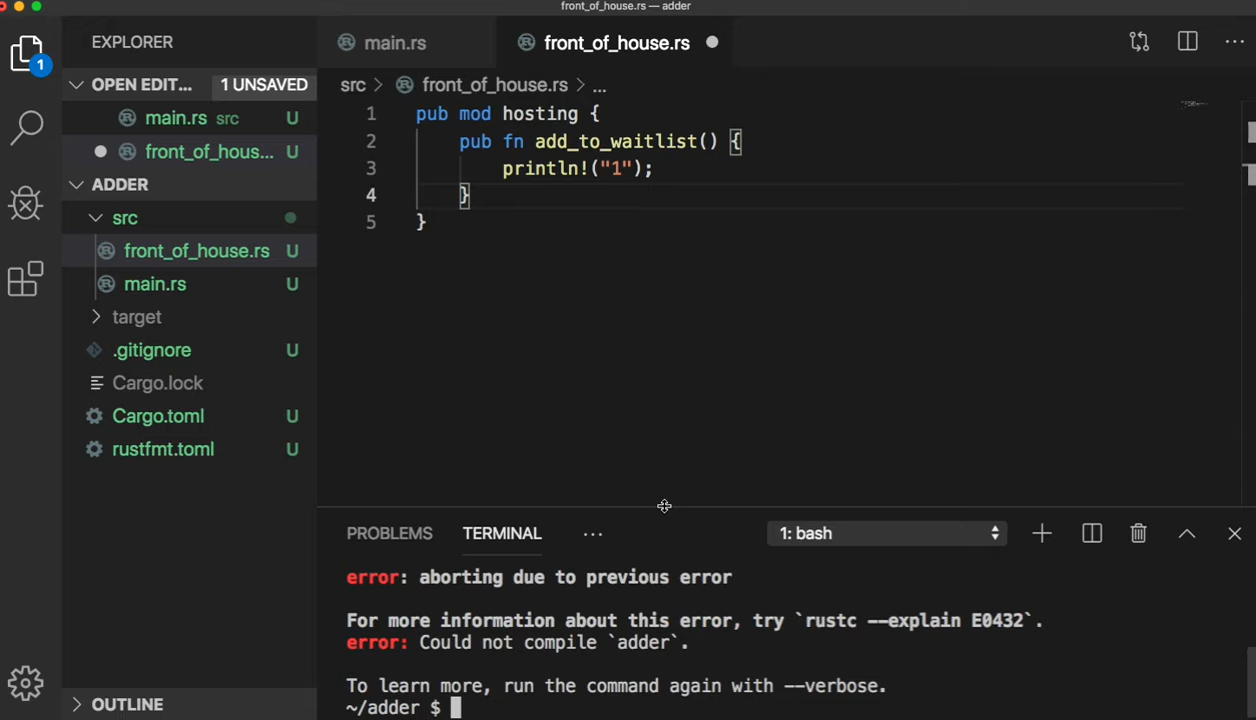 front_of_house.rs — adder
EXPLORER
main.rs
front_of_house.rs
OPEN EDIT... 1 UNSAVED
src > front_of_house.rs > ...
main.rs src U
front_of_hous... U
ADDER
src
front_of_house.rs U
main.rs U
target
.gitignore U
Cargo.lock
Cargo.toml U
rustfmt.toml U
OUTLINE
1
1 pub mod hosting {
2 pub fn add_to_waitlist() {
3 println!("1");
4 }
5 }
PROBLEMS TERMINAL ... 1: bash
error: aborting due to previous error
For more information about this error, try `rustc --explain E0432`.
error: Could not compile `adder`.
To learn more, run the command again with --verbose.
~/adder $